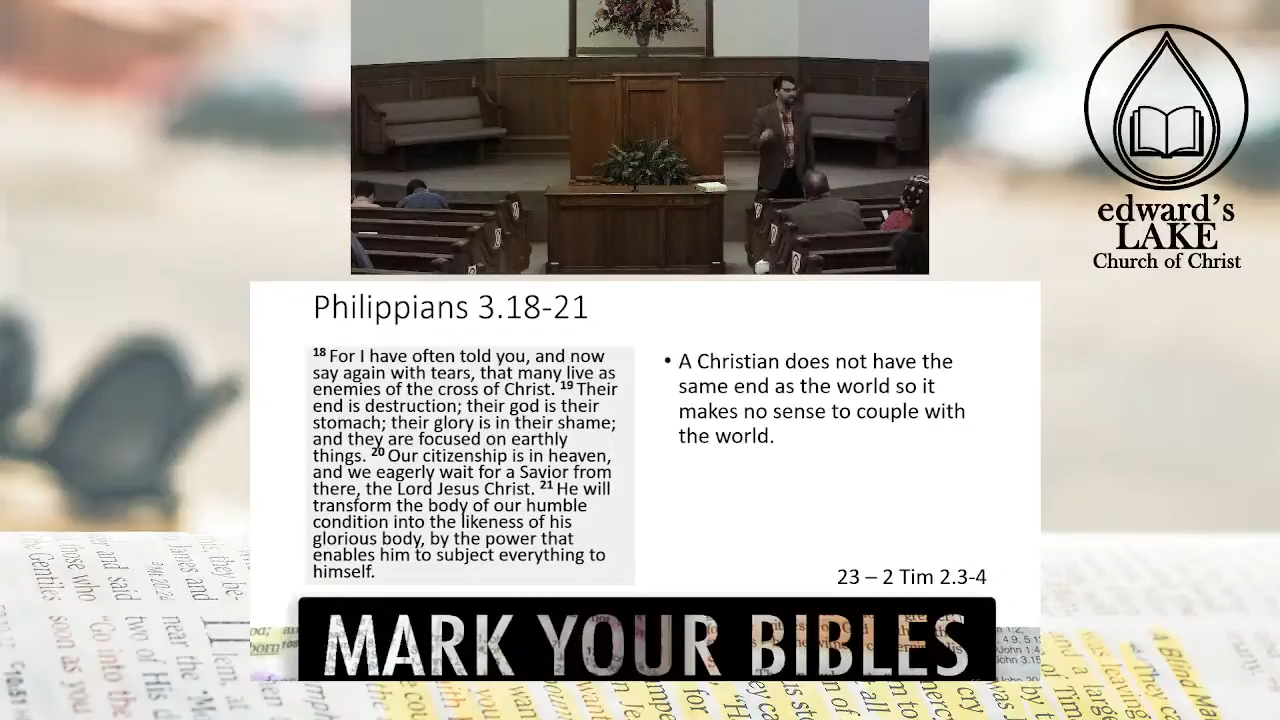 edward's
LAKE
Church of Christ
Philippians 3.18-21
18 For I have often told you, and now
say again with tears, that many live as
enemies of the cross of Christ. 19 Their
end is destruction; their god is their
stomach; their glory is in their shame;
and they are focused on earthly
things. 20 Our citizenship is in heaven,
and we eagerly wait for a Savior from
there, the Lord Jesus Christ. 21 He will
transform the body of our humble
condition into the likeness of his
glorious body, by the power that
enables him to subject everything to
himself.
• A Christian does not have the
same end as the world so it
makes no sense to couple with
the world.
23 – 2 Tim 2.3-4
MARK YOUR BIBLES